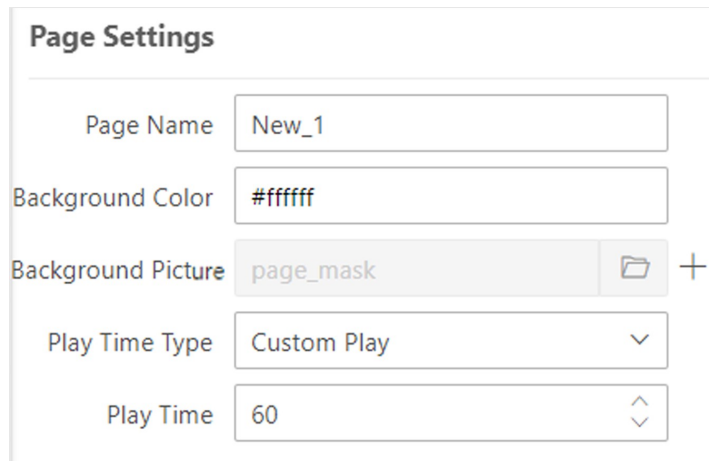 Page Settings
Page Name New_1
Background Color #ffffff
Background Picture page_mask
Play Time Type Custom Play
Play Time 60